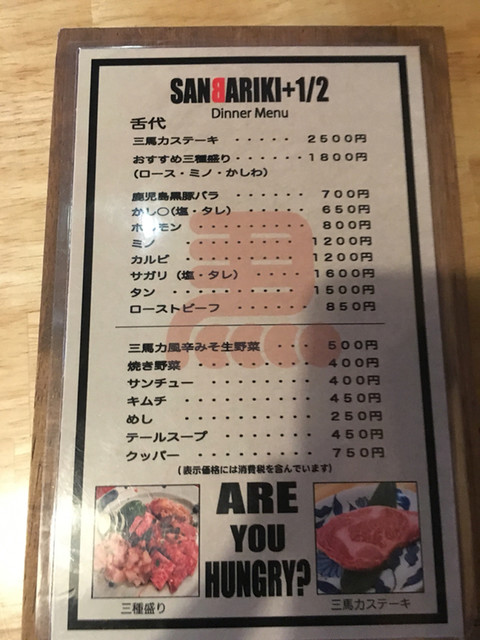 SANBARIKI+1/2
Dinner Menu
舌代
三馬力ステーキ ・・・・・ 2500円
おすすめ三種盛り・・・・・・1800円
(ロース・ミノ・かしわ)
鹿児島黒豚バラ ・・・・・・ 700円
かし〇(塩・タレ) ・・・・・ 650円
ホルモン ・・・・・・・・ 800円
ミノ ・・・・・・・・・ 1200円
カルビ ・・・・・・・・ 1200円
サガリ (塩・タレ) ・・・・ 1600円
タン ・・・・・・・・・ 1500円
ローストビーフ ・・・・・・ 850円
三馬力風辛みそ生野菜 ・・・ 500円
焼き野菜 ・・・・・・・・ 400円
サンチュー ・・・・・・・ 400円
キムチ ・・・・・・・・・ 450円
めし ・・・・・・・・・ 250円
テールスープ ・・・・・・ 450円
クッパー ・・・・・・・・ 750円
(表示価格には消費税を含んでいます)
ARE
YOU
HUNGRY?
三種盛り
三馬力ステーキ